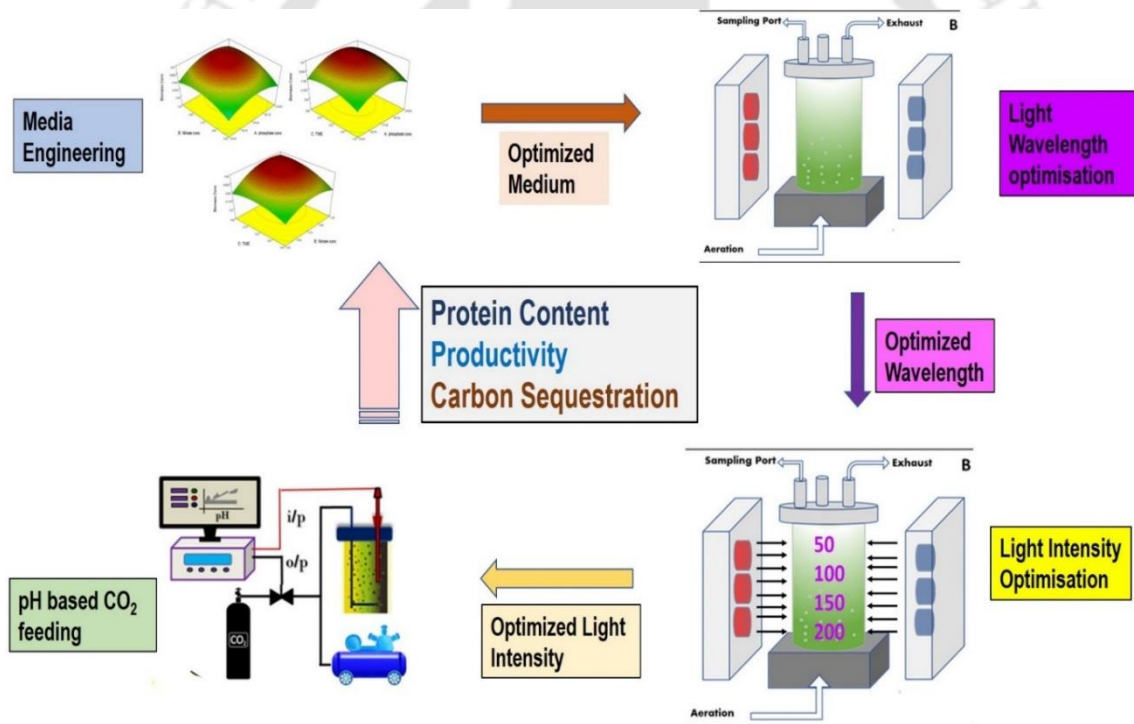 Sampling Port
Exhaust
B
Media
Engineering
Optimized
Medium
Light
Wavelength
optimisation
Aeration
Protein Content
Productivity
Carbon Sequestration
Optimized
Wavelength
Sampling Port
Exhaust
B
pH
i/p
o/p
CO₂
pH based CO₂
feeding
Optimized Light
Intensity
50
100
150
200
Light Intensity
Optimisation
Aeration